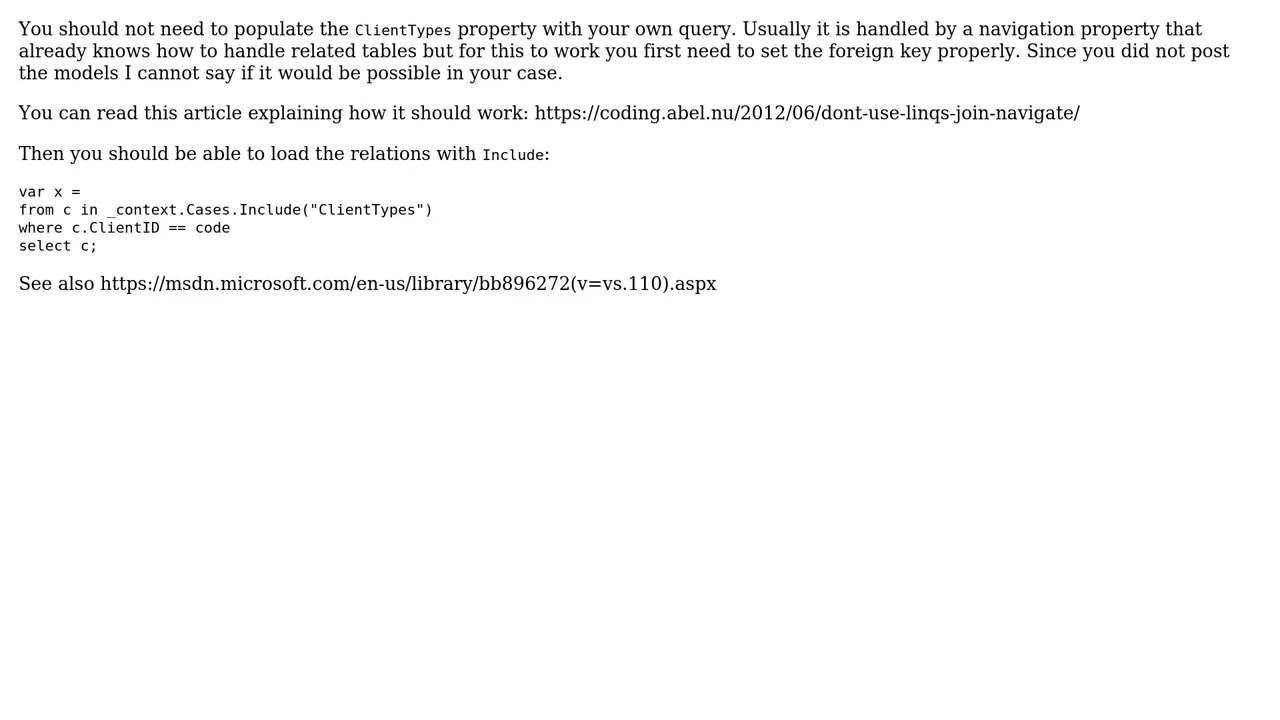 You should not need to populate the ClientTypes property with your own query. Usually it is handled by a navigation property that
already knows how to handle related tables but for this to work you first need to set the foreign key properly. Since you did not post
the models I cannot say if it would be possible in your case.
You can read this article explaining how it should work: https://coding.abel.nu/2012/06/dont-use-linqs-join-navigate/
Then you should be able to load the relations with Include:
var x =
from c in _context.Cases.Include("ClientTypes")
where c.ClientID == code
select c;
See also https://msdn.microsoft.com/en-us/library/bb896272(v=vs.110).aspx